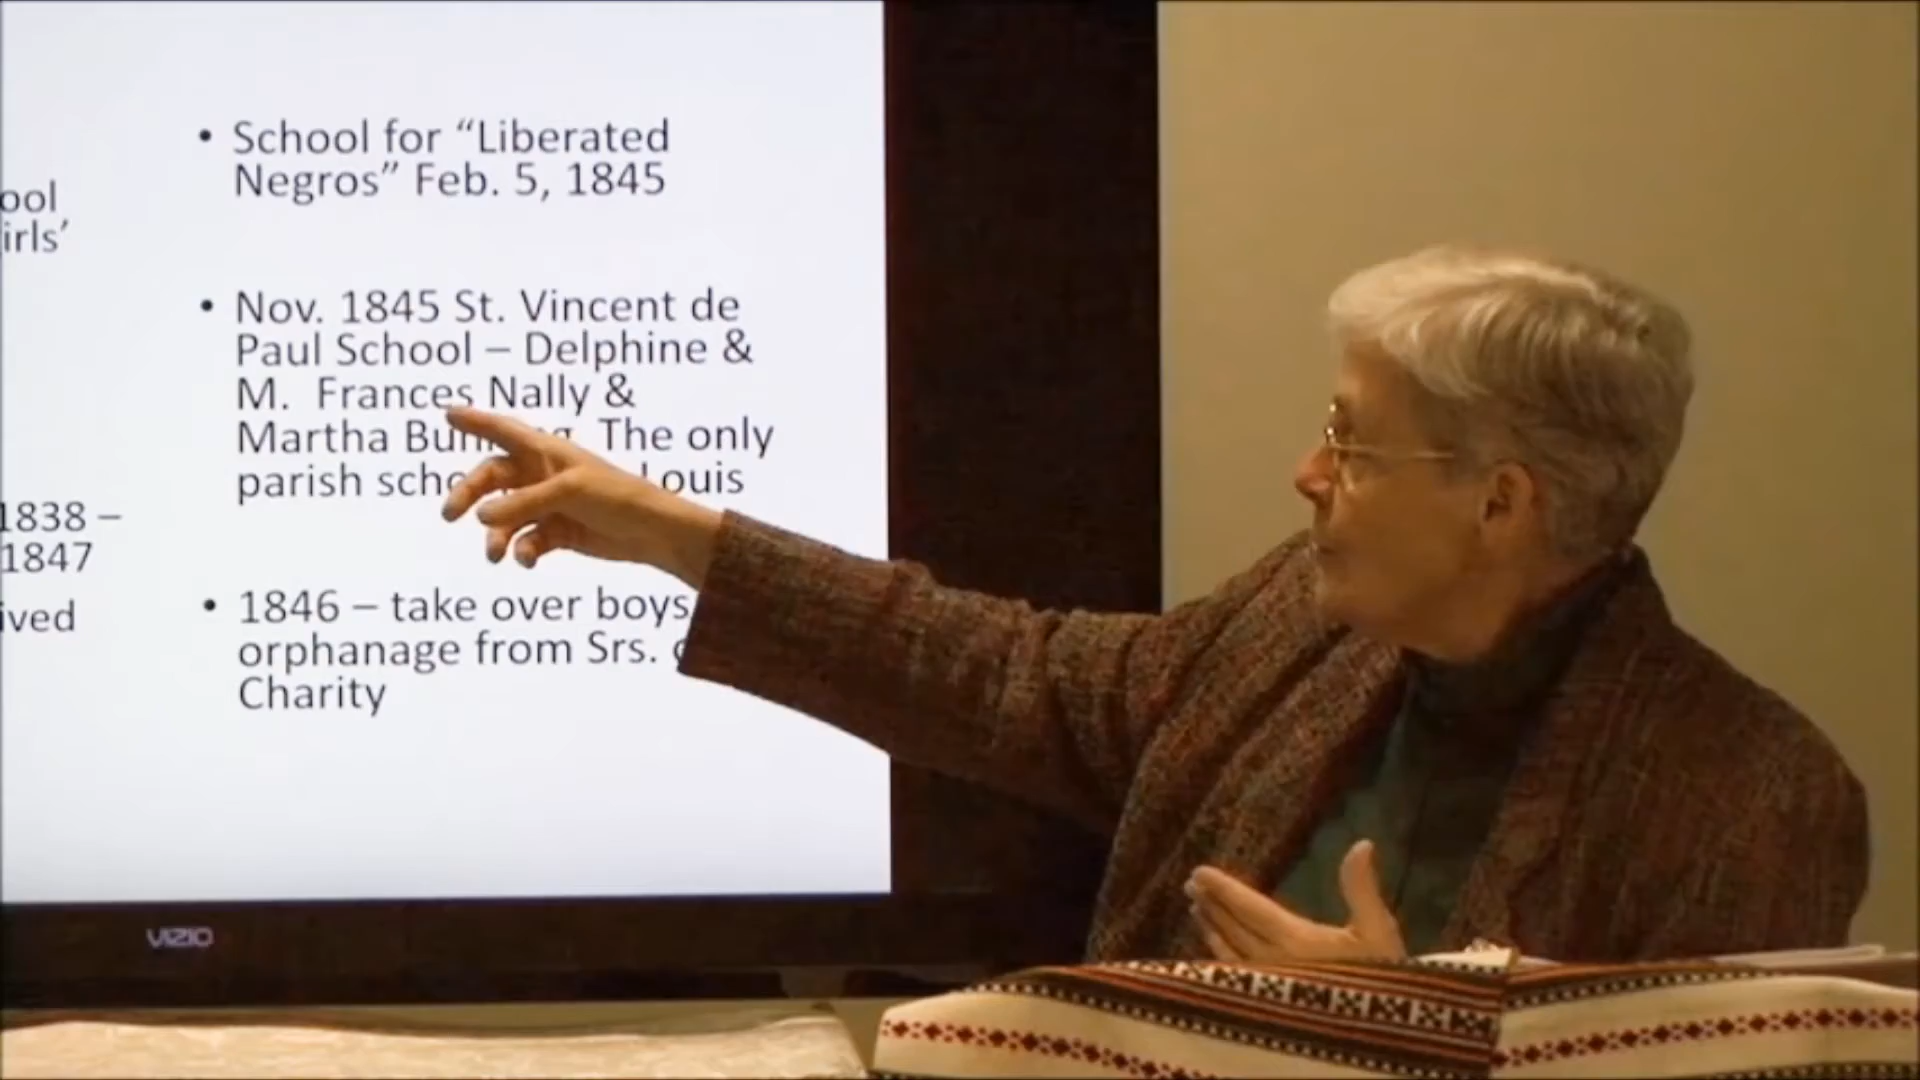 ool
irls’
1838 –
1847
ived
• School for “Liberated
Negros” Feb. 5, 1845
• Nov. 1845 St. Vincent de
Paul School – Delphine &
M. Frances Nally &
Martha The only
parish
• 1846 – take over boys
orphanage from Srs.
Charity
VIZIO